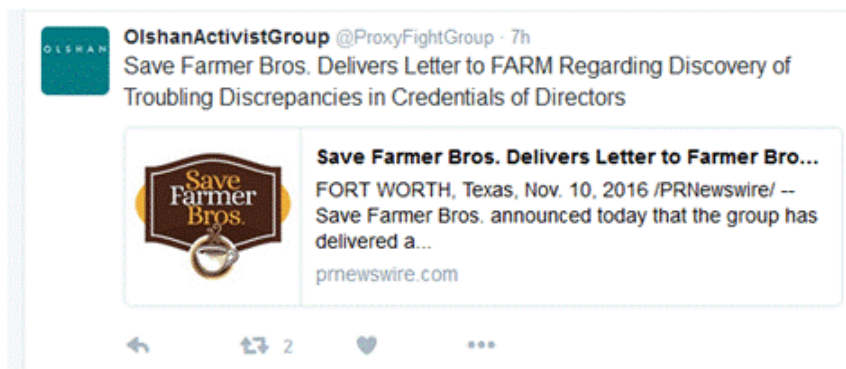 OLSHAN
OlshanActivistGroup @ProxyFightGroup · 7h
Save Farmer Bros. Delivers Letter to FARM Regarding Discovery of
Troubling Discrepancies in Credentials of Directors
Save
Farmer
Bros.
Save Farmer Bros. Delivers Letter to Farmer Bro...
FORT WORTH, Texas, Nov. 10, 2016 /PRNewswire/ --
Save Farmer Bros. announced today that the group has
delivered a...
prnewswire.com
2